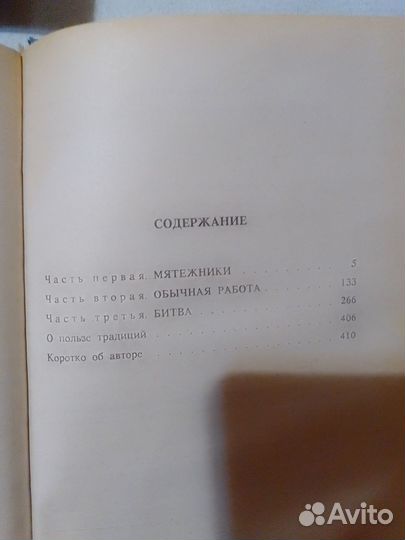 СОДЕРЖАНИЕ
Часть первая. МЯТЕЖНИКИ . . . . . . . . . 5
Часть вторая. ОБЫЧНАЯ РАБОТА . . . . . . . 133
Часть третья. БИТВА . . . . . . . . . . . 266
О пользе традиций . . . . . . . . . . . 406
Коротко об авторе . . . . . . . . . . . 410
Avito